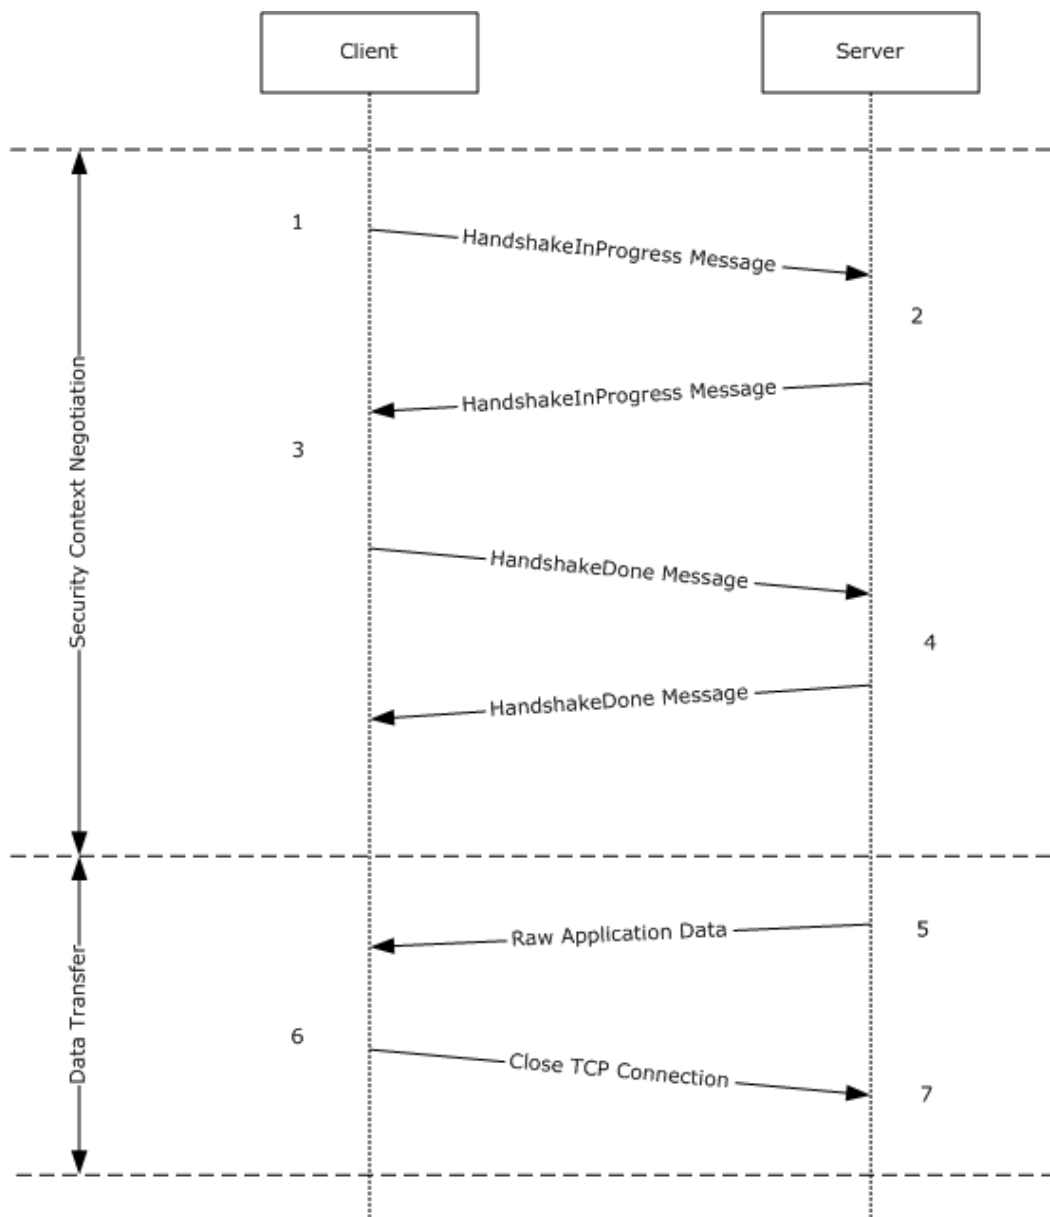 Client
Server
1
HandshakeInProgress Message
2
HandshakeInProgress Message
3
Security Context Negotiation
HandshakeDone Message
4
HandshakeDone Message
5
Raw Application Data
Data Transfer
6
Close TCP Connection
7